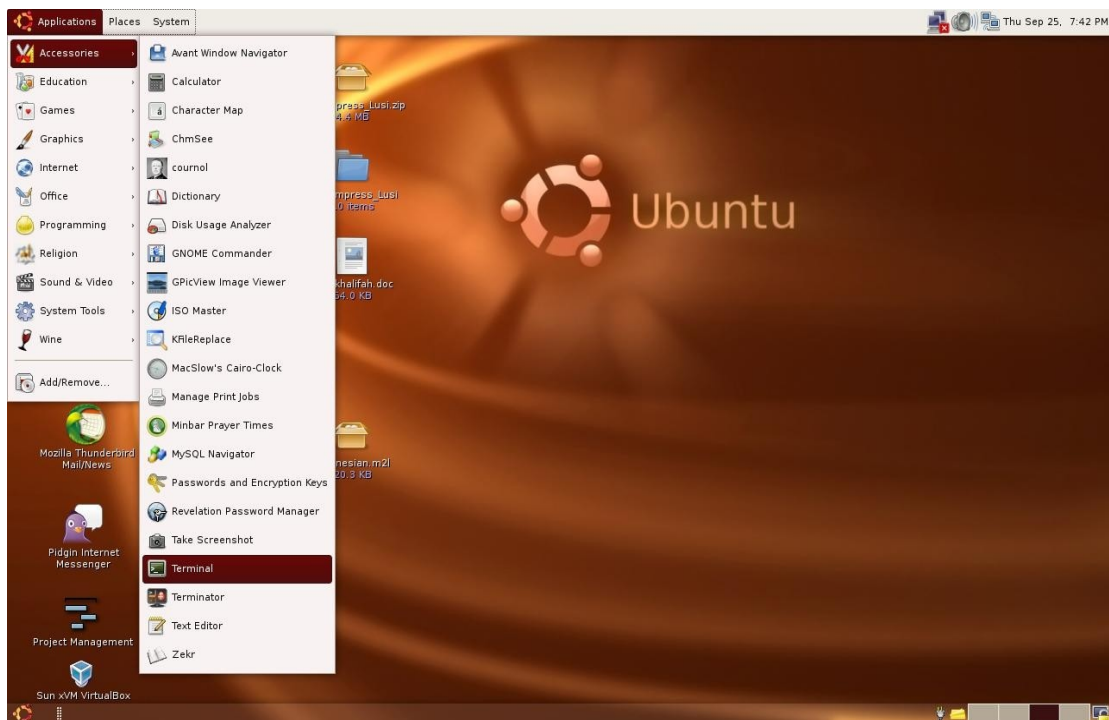 Applications Places System
Thu Sep 25, 7:42 PM
Accessories
Education
Games
Graphics
Internet
Office
Programming
Religion
Sound & Video
System Tools
Wine
Add/Remove...
Avant Window Navigator
Calculator
Character Map
ChmSee
cournol
Dictionary
Disk Usage Analyzer
GNOME Commander
GPicView Image Viewer
ISO Master
KFileReplace
MacSlow's Cairo-Clock
Manage Print Jobs
Minbar Prayer Times
MySQL Navigator
Passwords and Encryption Keys
Revelation Password Manager
Take Screenshot
Terminal
Terminator
Text Editor
Zekr
press_Lusi.zip
4.4 MB
mpress_Lusi
0 items
khalifah.doc
64.0 KB
nesian.m2l
20.3 KB
Ubuntu
Mozilla Thunderbird
Mail/News
Pidgin Internet
Messenger
Project Management
Sun xVM VirtualBox